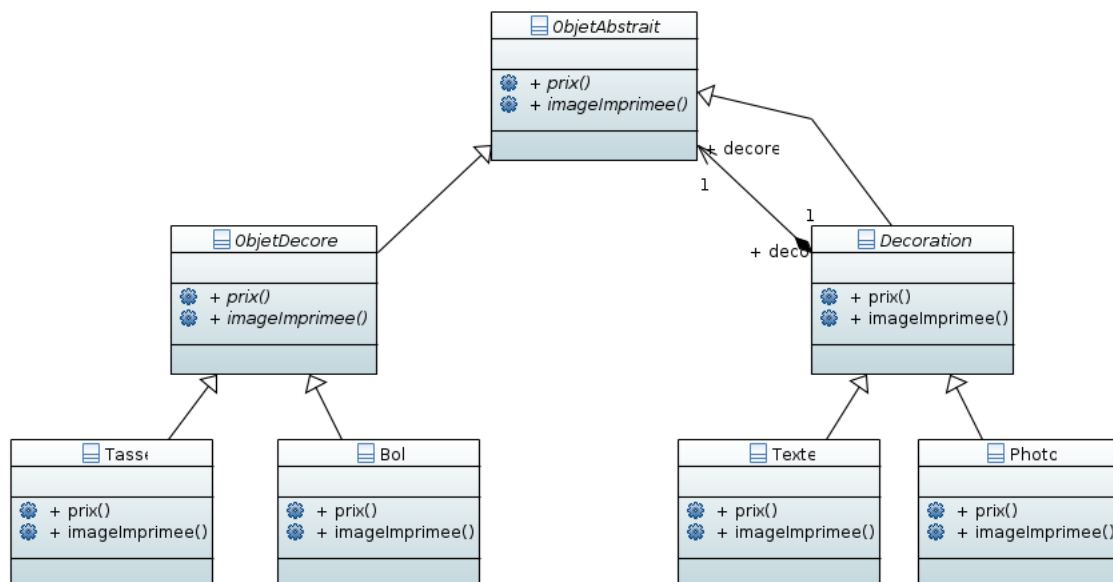 ObjetAbstrait
+ prix()
+ imageImprimee()
+ decore
1
1
+ deco
ObjetDecore
+ prix()
+ imageImprimee()
Decoration
+ prix()
+ imageImprimee()
Tasse
+ prix()
+ imageImprimee()
Bol
+ prix()
+ imageImprimee()
Texte
+ prix()
+ imageImprimee()
Photo
+ prix()
+ imageImprimee()